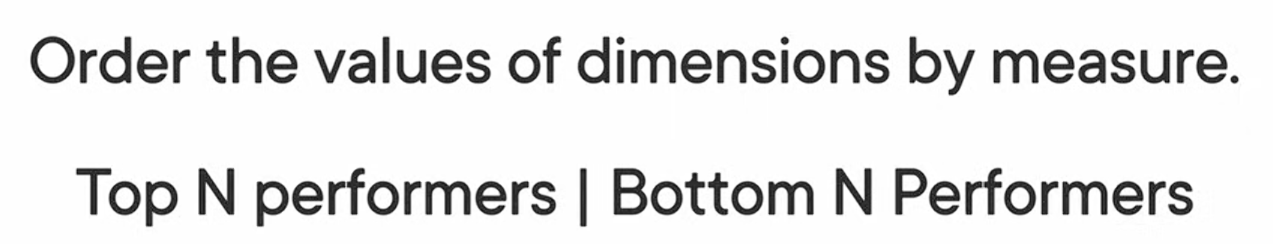 Order the values of dimensions by measure.
Top N performers | Bottom N Performers